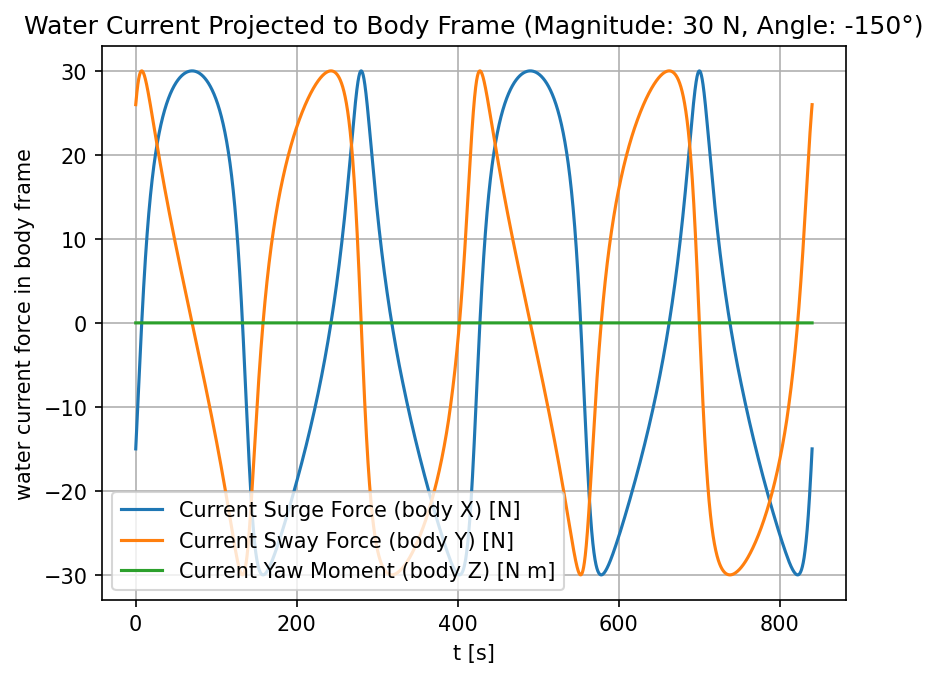 Water Current Projected to Body Frame (Magnitude: 30 N, Angle: -150°)
30
20
10
0
−10
−20
−30
water current force in body frame
Current Surge Force (body X) [N]
Current Sway Force (body Y) [N]
Current Yaw Moment (body Z) [N m]
0 200 400 600 800
t [s]